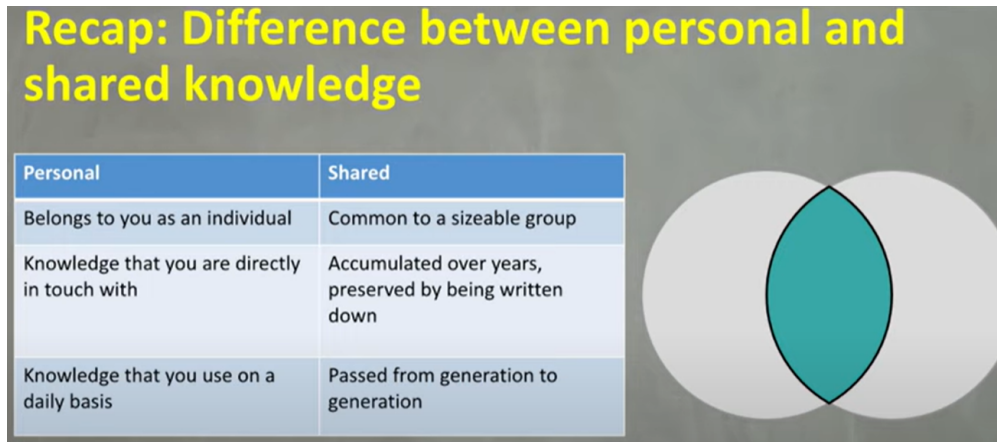 Recap: Difference between personal and
shared knowledge
Personal
Shared
Belongs to you as an individual
Common to a sizeable group
Knowledge that you are directly
in touch with
Accumulated over years,
preserved by being written
down
Knowledge that you use on a
daily basis
Passed from generation to
generation